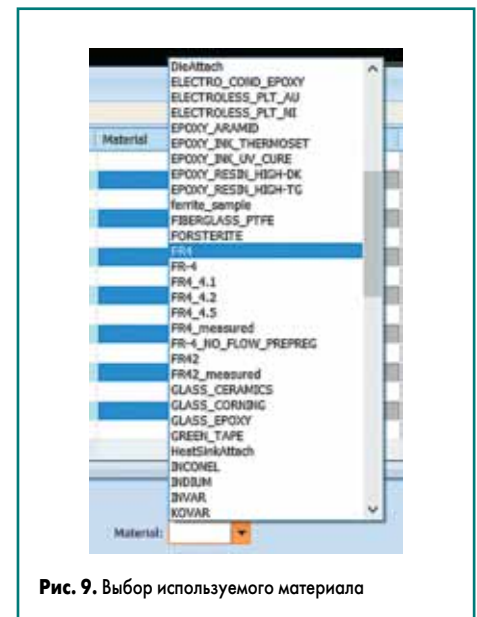 DieAttach
ELECTRO_COND_EPOXY
ELECTROLESS_PLT_AU
ELECTROLESS_PLT_NI
EPOXY_ARAMID
EPOXY_INK_THERMOSET
EPOXY_INK_UV_CURE
EPOXY_RESIN_HIGH-DK
EPOXY_RESIN_HIGH-TG
ferrite_sample
FIBERGLASS_PTFE
FORSTERITE
FR4
FR-4
FR4_4.1
FR4_4.2
FR4_4.5
FR4_measured
FR-4_NO_FLOW_PREPREG
FR42
FR42_measured
GLASS_CERAMICS
GLASS_CORNING
GLASS_EPOXY
GREEN_TAPE
HeatSinkAttach
INCONEL
INDIUM
INVAR
KOVAR
Material
Material:
Рис. 9. Выбор используемого материала